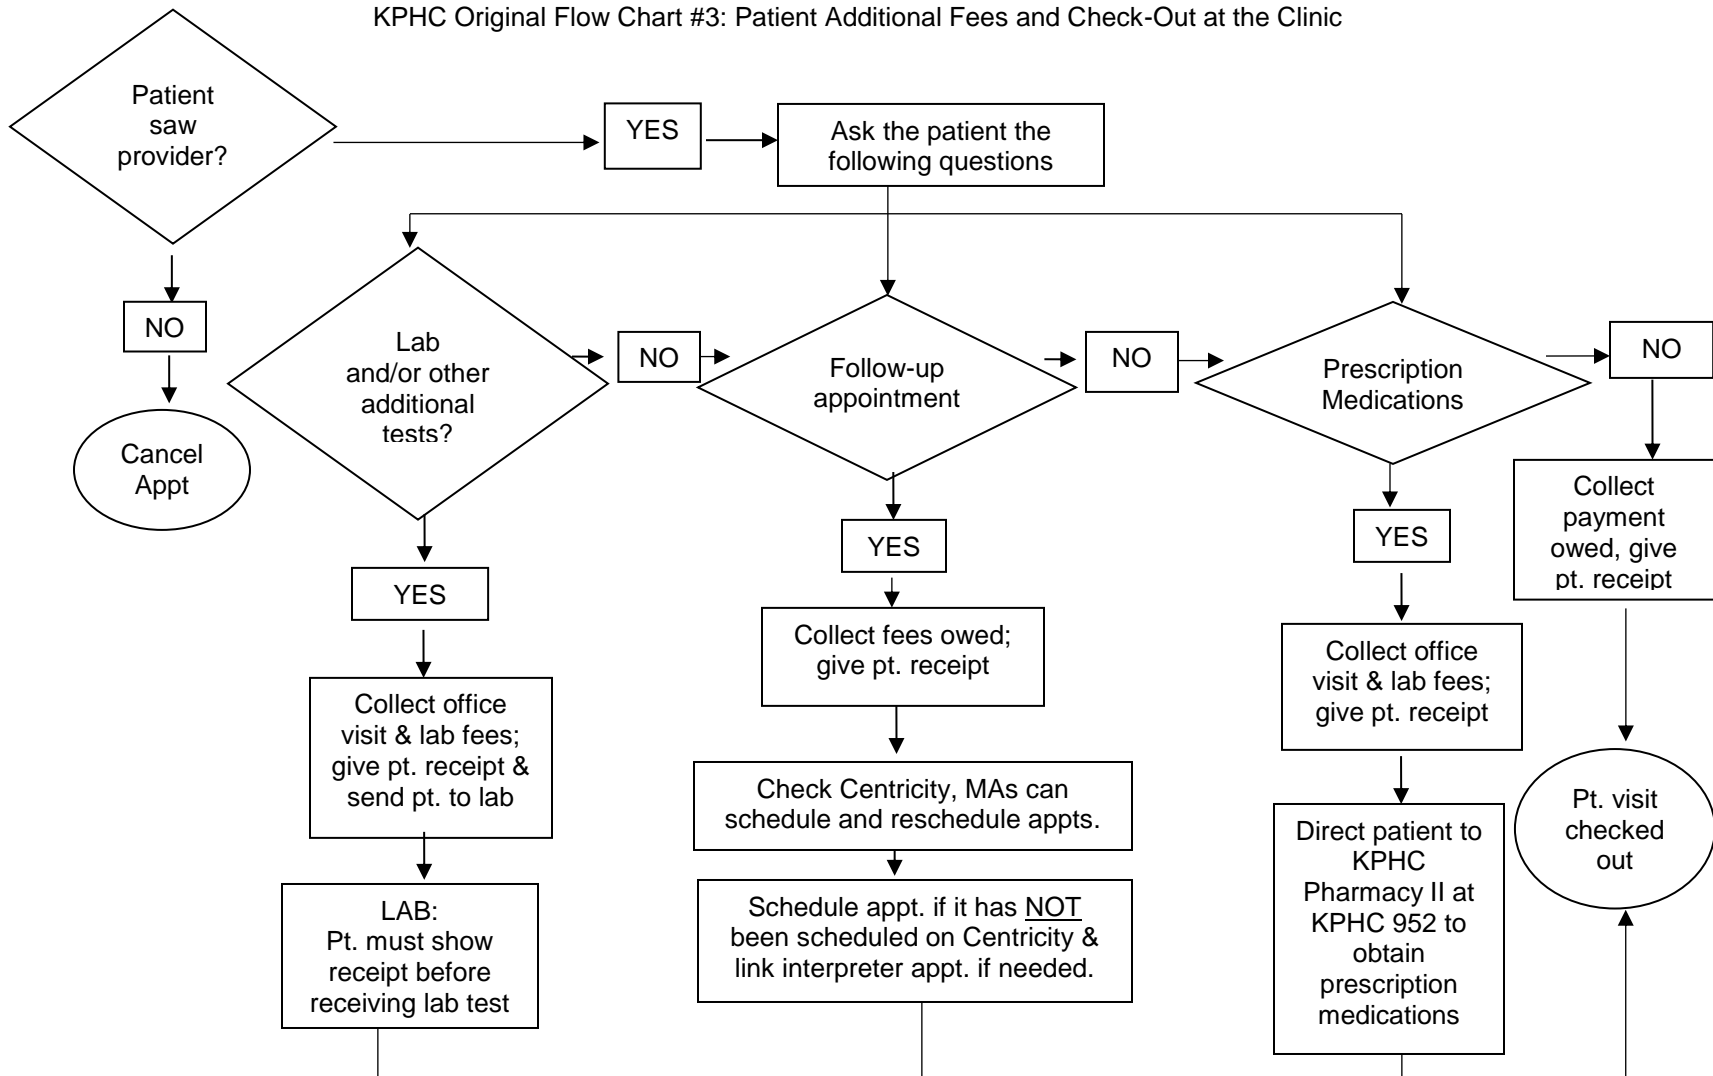 KPHC Original Flow Chart #3: Patient Additional Fees and Check-Out at the Clinic
Patient
saw
provider?
YES
Ask the patient the
following questions
NO
Cancel
Appt
Lab
and/or other
additional
tests?
NO
Follow-up
appointment
NO
Prescription
Medications
NO
YES
Collect office
visit & lab fees;
give pt. receipt &
send pt. to lab
LAB:
Pt. must show
receipt before
receiving lab test
YES
Collect fees owed;
give pt. receipt
Check Centricity, MAs can
schedule and reschedule appts.
Schedule appt. if it has NOT
been scheduled on Centricity &
link interpreter appt. if needed.
YES
Collect office
visit & lab fees;
give pt. receipt
Direct patient to
KPHC
Pharmacy II at
KPHC 952 to
obtain
prescription
medications
Collect
payment
owed, give
pt. receipt
Pt. visit
checked
out